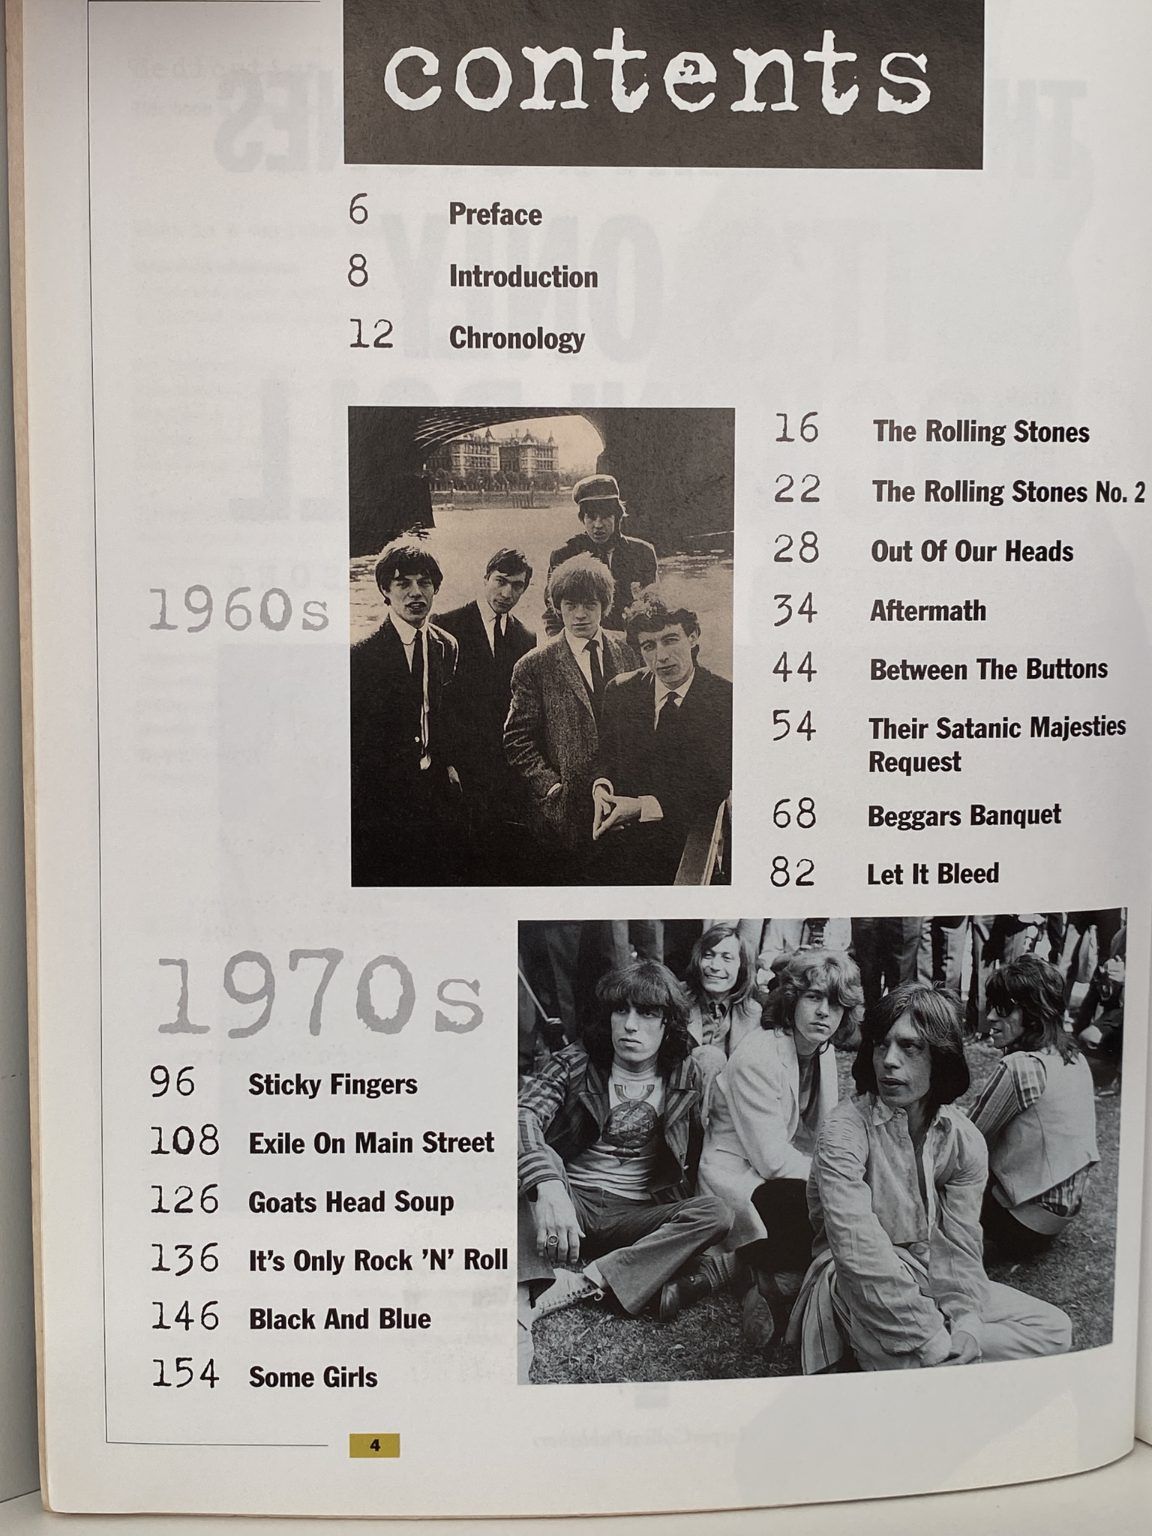 contents
6 Preface
8 Introduction
12 Chronology
1960s
16 The Rolling Stones
22 The Rolling Stones No. 2
28 Out Of Our Heads
34 Aftermath
44 Between The Buttons
54 Their Satanic Majesties
Request
68 Beggars Banquet
82 Let It Bleed
1970s
96 Sticky Fingers
108 Exile On Main Street
126 Goats Head Soup
136 It's Only Rock 'N' Roll
146 Black And Blue
154 Some Girls
4